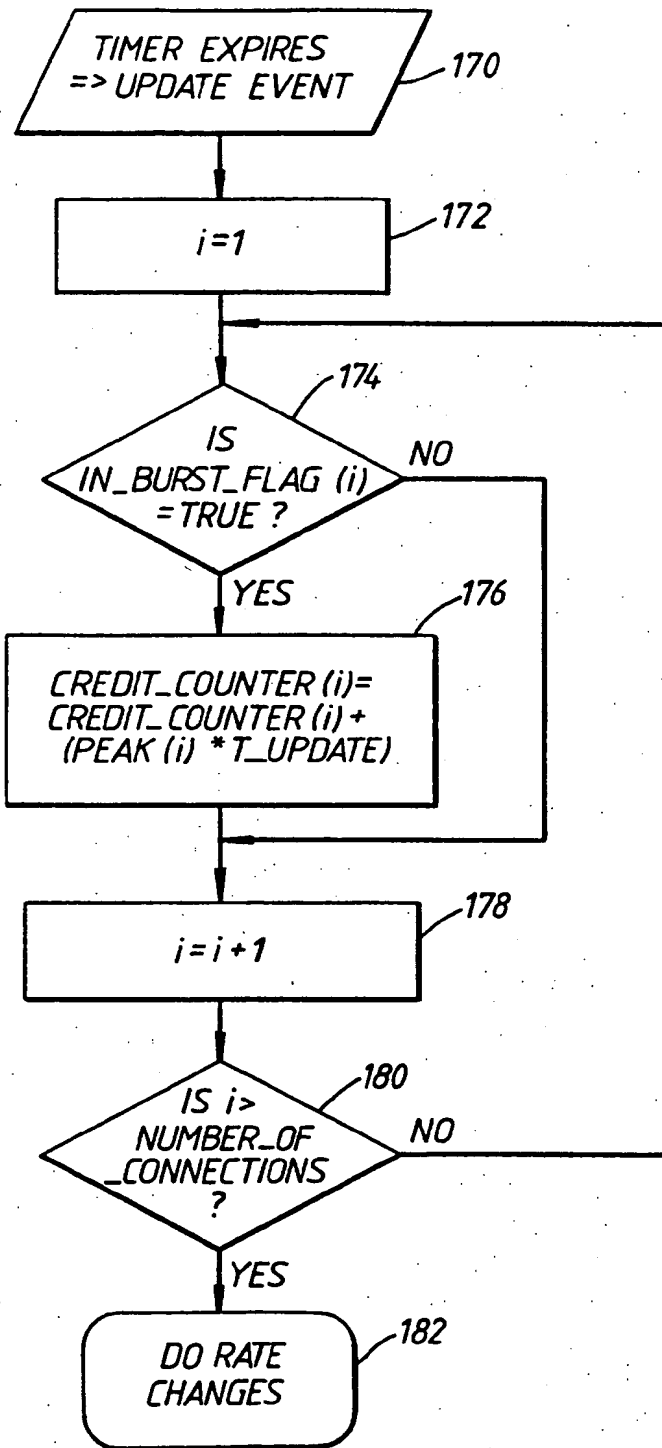 TIMER EXPIRES
=> UPDATE EVENT
170
i=1
172
174
IS
IN_BURST_FLAG (i)
=TRUE ?
NO
YES
176
CREDIT_COUNTER (i)=
CREDIT_COUNTER (i) +
(PEAK (i) * T_UPDATE)
178
i = i + 1
180
IS i>
NUMBER_OF
_CONNECTIONS
?
NO
YES
182
DO RATE
CHANGES